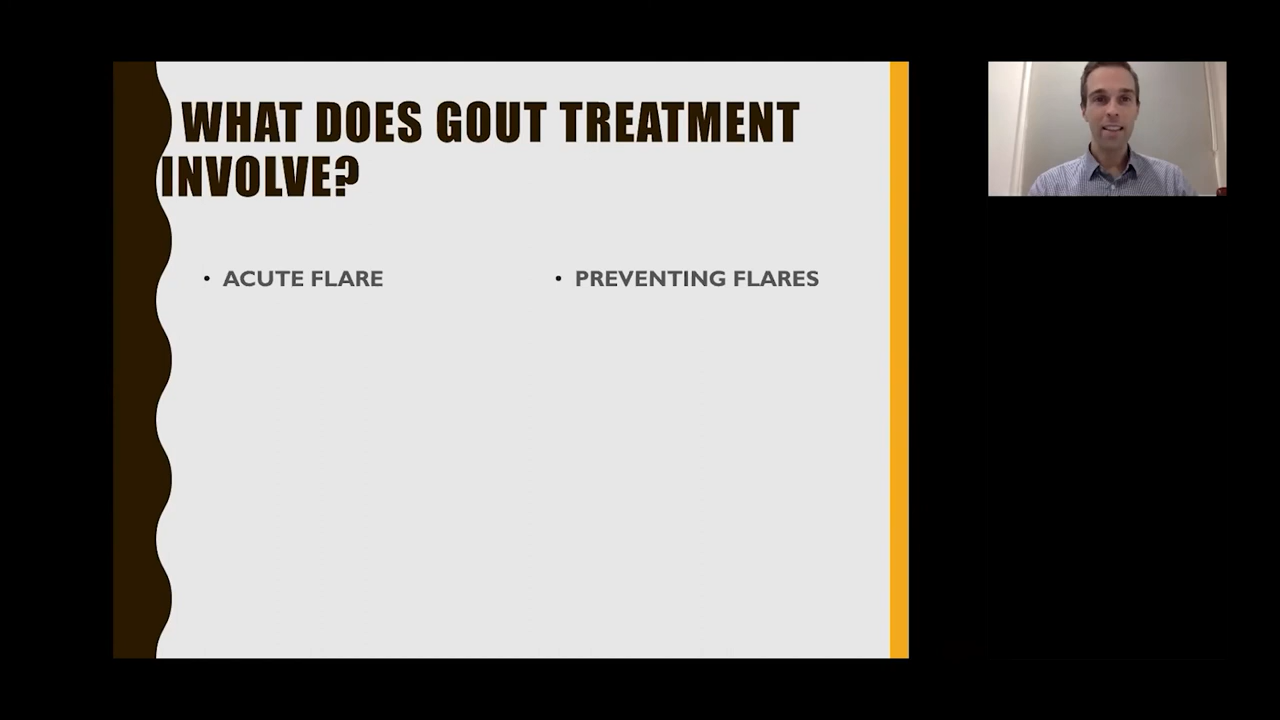 WHAT DOES GOUT TREATMENT
INVOLVE?
• ACUTE FLARE
• PREVENTING FLARES